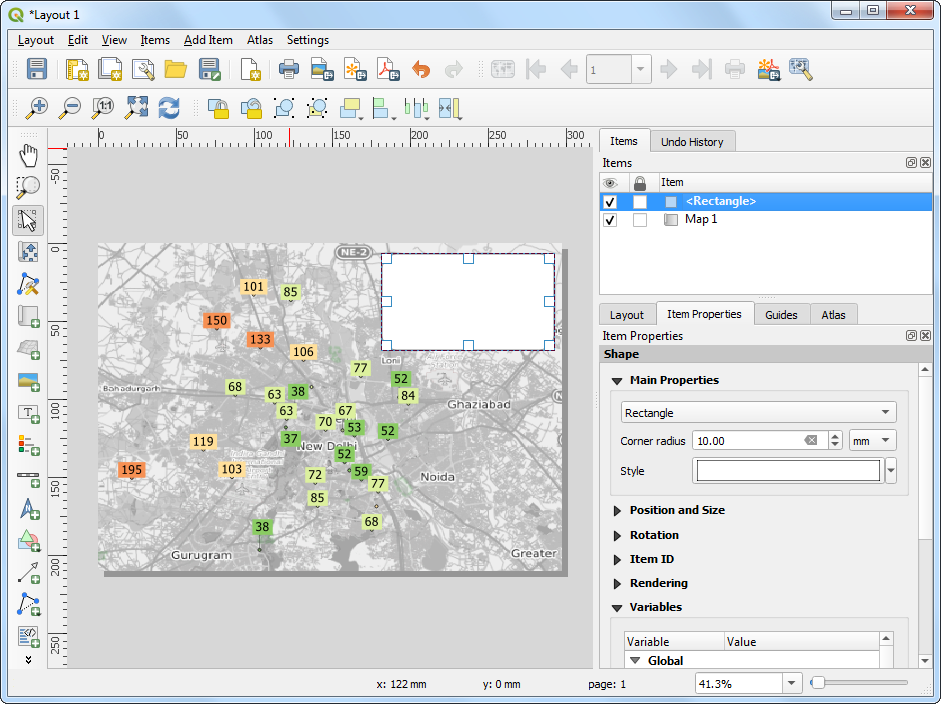 *Layout 1
Layout Edit View Items Add Item Atlas Settings
1:1 1
0 50 100 150 200 250 300
-50
0
50
100
150
200
250
NE-2
101 85
150
133
106
Loni
77
52
Bahadurgarh
68 63 38 84
Ghaziabad
63 67
70 53 52
119 37
New Delhi
52
Indira Gandhi
International
195 103 72 59
Noida
77
85
38 68
Gurugram
Greater
Items Undo History
Items
Item
<Rectangle>
Map 1
Layout Item Properties Guides Atlas
Item Properties
Shape
Main Properties
Rectangle
Corner radius 10.00 mm
Style
Position and Size
Rotation
Item ID
Rendering
Variables
Variable Value
Global
x: 122 mm y: 0 mm page: 1 41.3%